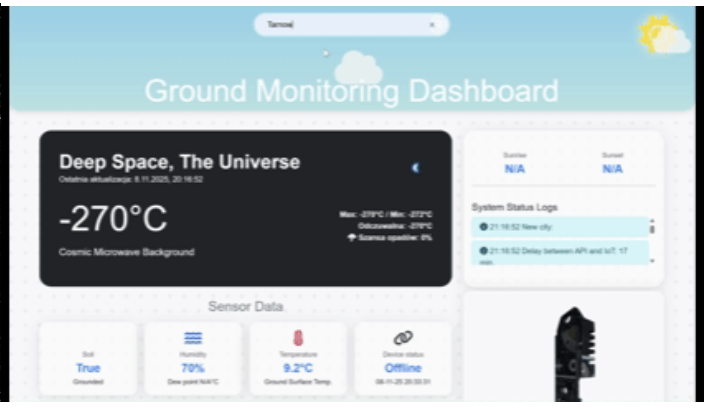 Tarnow
×
Ground Monitoring Dashboard
Deep Space, The Universe
Ostatnia aktualizacja: 8.11.2025, 20:16:52
-270°C
Cosmic Microwave Background
Max: -270°C / Min: -272°C
Odczuwalna: -270°C
Szansa opadów: 0%
Sunrise
N/A
Sunset
N/A
System Status Logs
21:16:52 New city:
21:16:52 Delay between API and IoT: 17
min
Sensor Data
Soil
True
Grounded
Humidity
70%
Dew point N/A°C
Temperature
9.2°C
Ground Surface Temp.
Device status
Offline
08-11-25 20:33:31